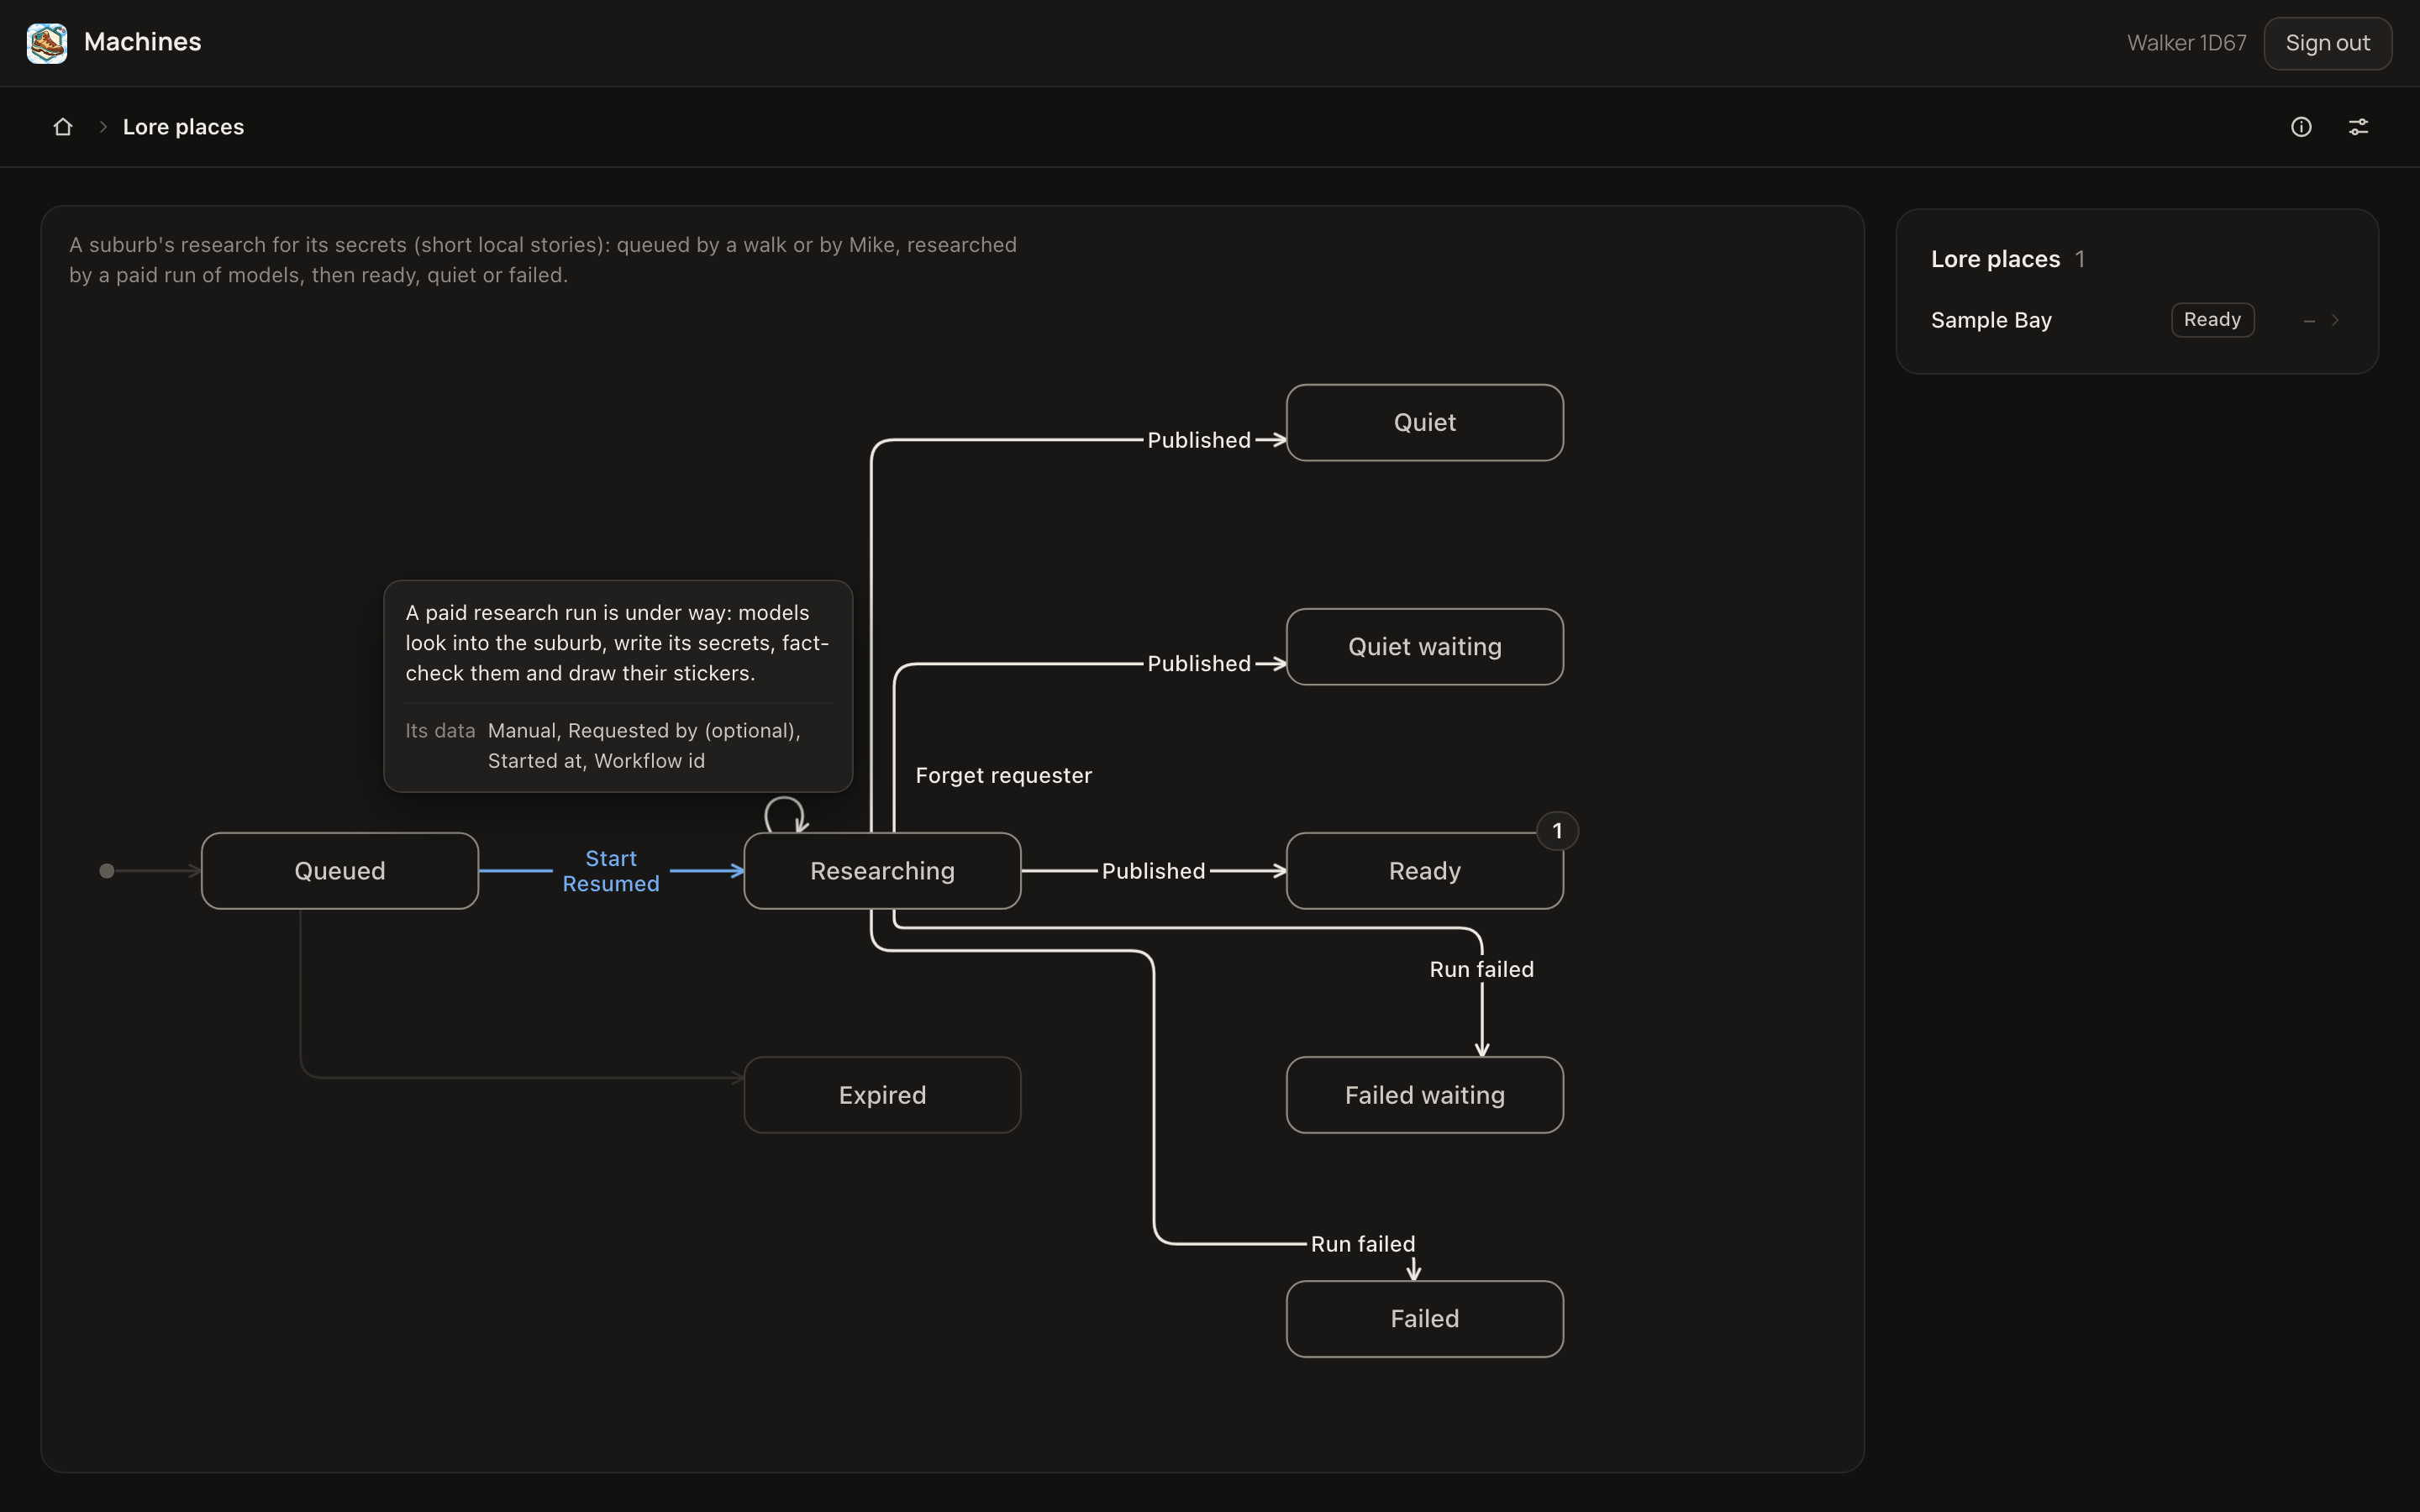 Machines
Walker 1D67
Sign out
Lore places
A suburb's research for its secrets (short local stories): queued by a walk or by Mike, researched
by a paid run of models, then ready, quiet or failed.
Lore places 1
Sample Bay
Ready
–
Quiet
Published
A paid research run is under way: models
look into the suburb, write its secrets, fact-
check them and draw their stickers.
Its data Manual, Requested by (optional),
Started at, Workflow id
Quiet waiting
Published
Forget requester
1
Queued
Start
Resumed
Researching
Published
Ready
Run failed
Expired
Failed waiting
Run failed
Failed